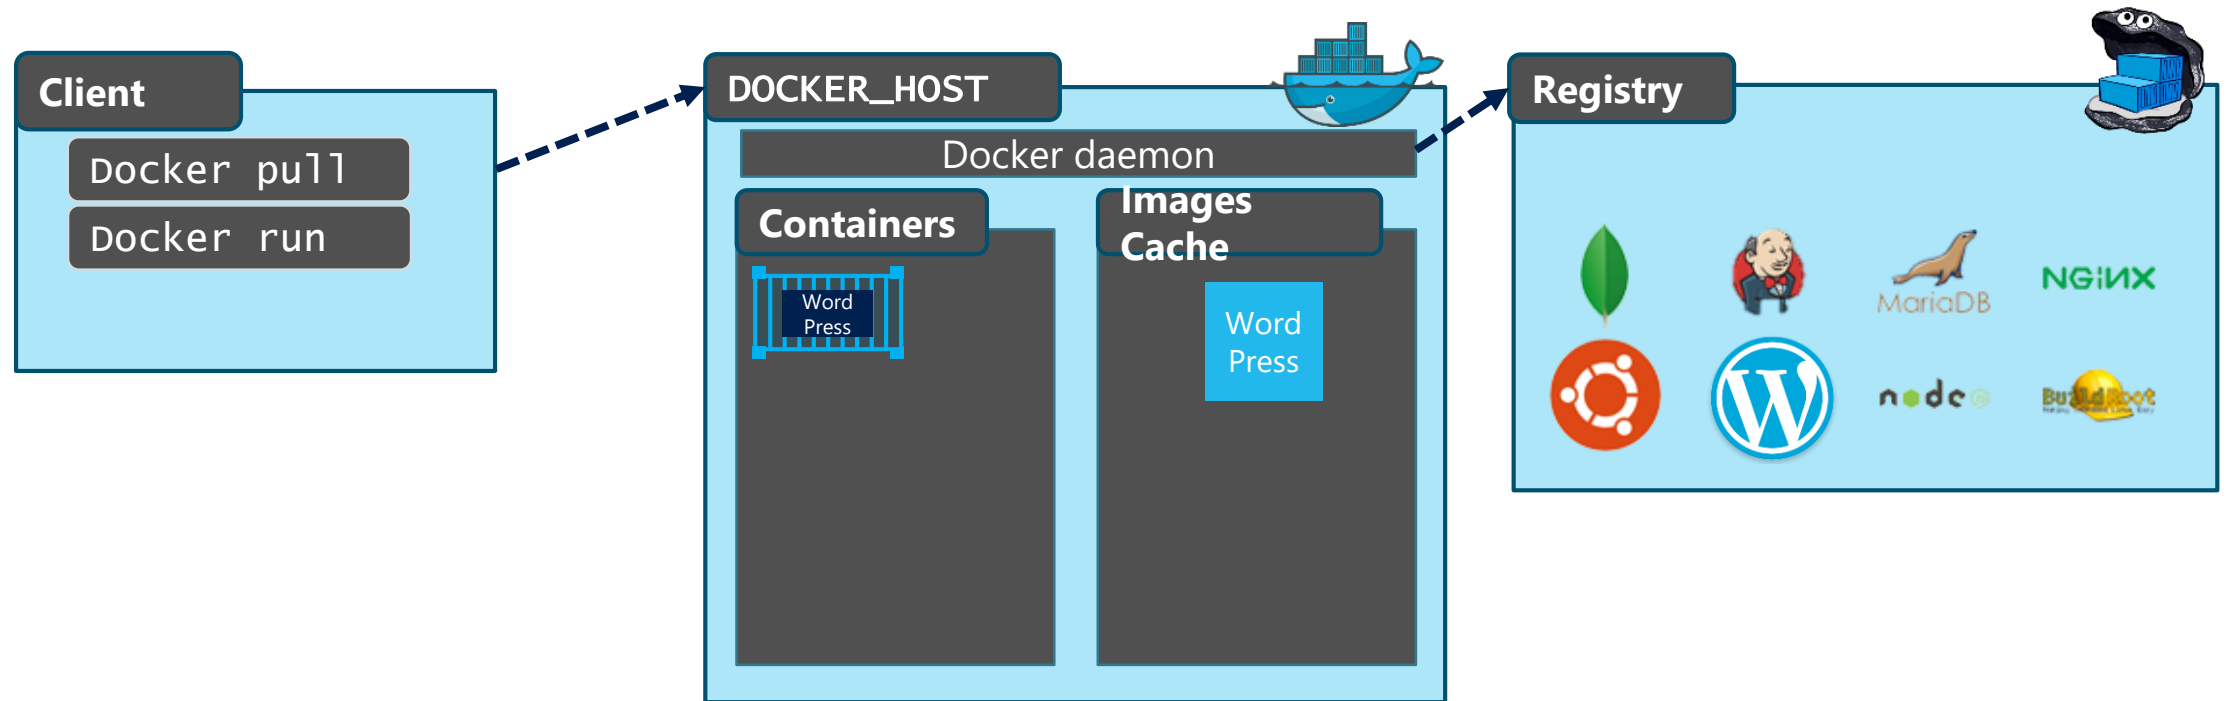 Client
Docker pull
Docker run
DOCKER_HOST
Docker daemon
Containers
Word
Press
Images
Cache
Word
Press
Registry
MariaDB
NGiNX
W
node
BuildRoot